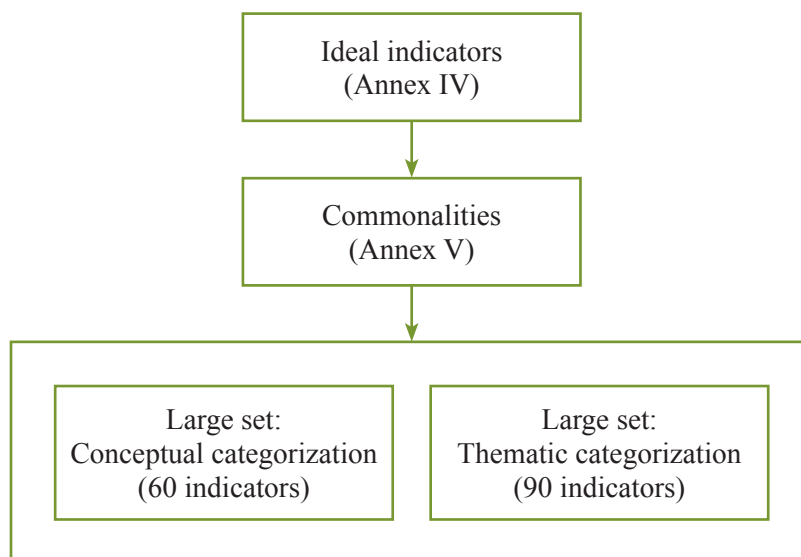 Ideal indicators
(Annex IV)
Commonalities
(Annex V)
Large set:
Conceptual categorization
(60 indicators)
Large set:
Thematic categorization
(90 indicators)